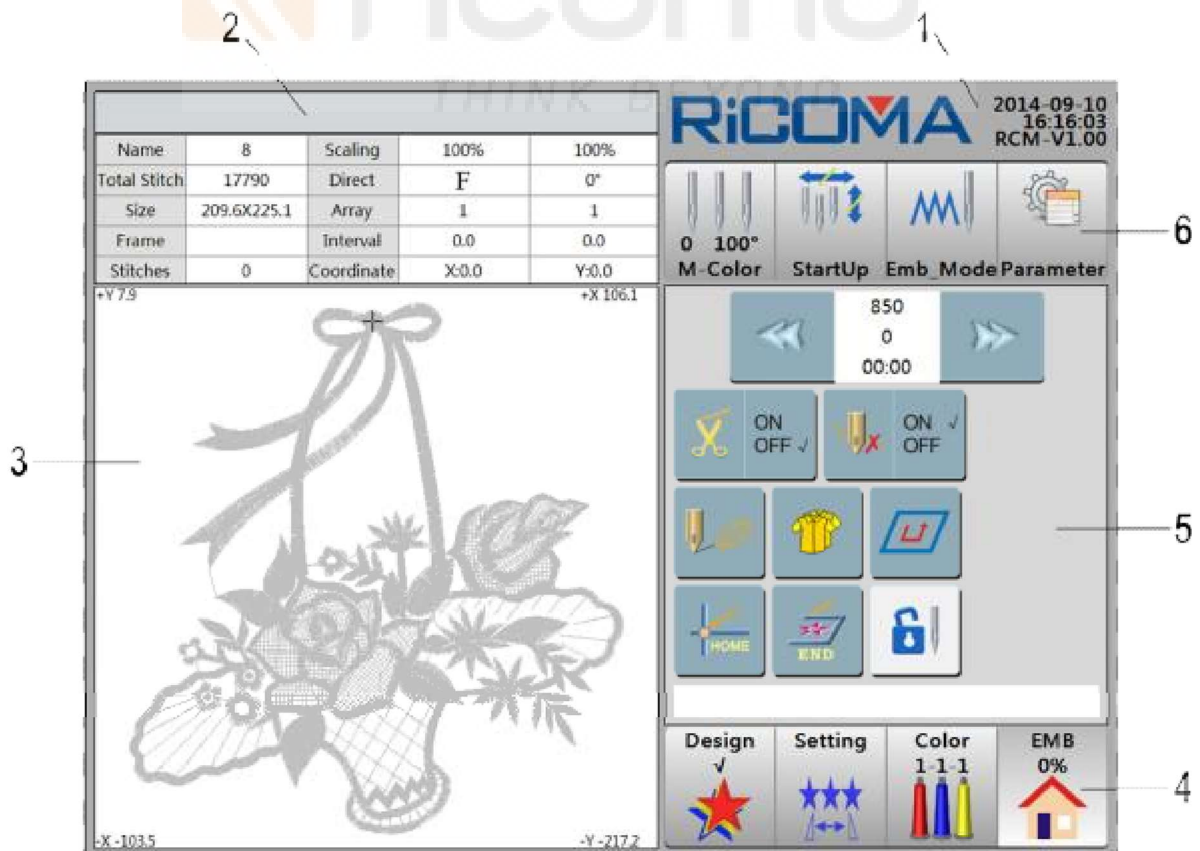 RiCOMA
THINK BEYOND
2
1
RiCOMA
2014-09-10
16:16:03
RCM-V1.00
Name 8 Scaling 100% 100%
Total Stitch 17790 Direct F 0°
Size 209.6X225.1 Array 1 1
Frame Interval 0.0 0.0
Stitches 0 Coordinate X:0.0 Y:0.0
0 100°
M-Color StartUp Emb_Mode Parameter
6
+Y 7.9 +X 106.1
850
0
00:00
ON
OFF √
ON √
OFF
3
5
HOME
END
Design Setting Color EMB
√ 1-1-1 0%
4
-X -103.5 -Y -217.2